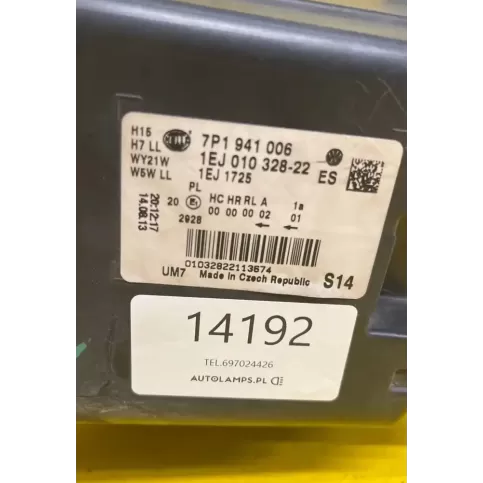 H15
H7 LL
WY21W
W5W LL
HELLA
7P1 941 006
1EJ 010 328-22
1EJ 1725
ES
PL
20:12:17
14.08.13
20
2928
HC HR RL A
00 00 00 02
1a
01
01032822113574
UM7
Made in Czech Republic
S14
14192
TEL.697024426
AUTOLAMPS.PL